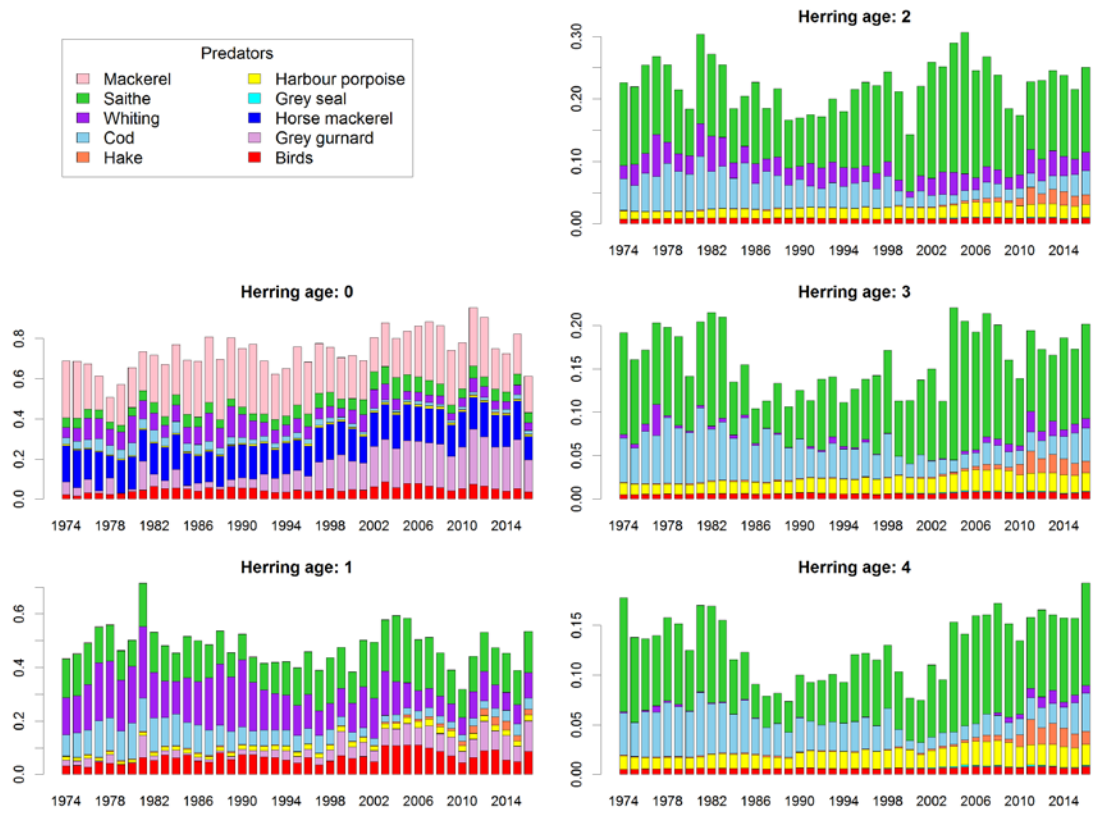 Predators
Mackerel
Saithe
Whiting
Cod
Hake
Harbour porpoise
Grey seal
Horse mackerel
Grey gurnard
Birds
Herring age: 2
0.00 0.10 0.20 0.30
1974 1978 1982 1986 1990 1994 1998 2002 2006 2010 2014
Herring age: 0
0.0 0.2 0.4 0.6 0.8
1974 1978 1982 1986 1990 1994 1998 2002 2006 2010 2014
Herring age: 3
0.00 0.05 0.10 0.15 0.20
1974 1978 1982 1986 1990 1994 1998 2002 2006 2010 2014
Herring age: 1
0.0 0.2 0.4 0.6
1974 1978 1982 1986 1990 1994 1998 2002 2006 2010 2014
Herring age: 4
0.00 0.05 0.10 0.15
1974 1978 1982 1986 1990 1994 1998 2002 2006 2010 2014